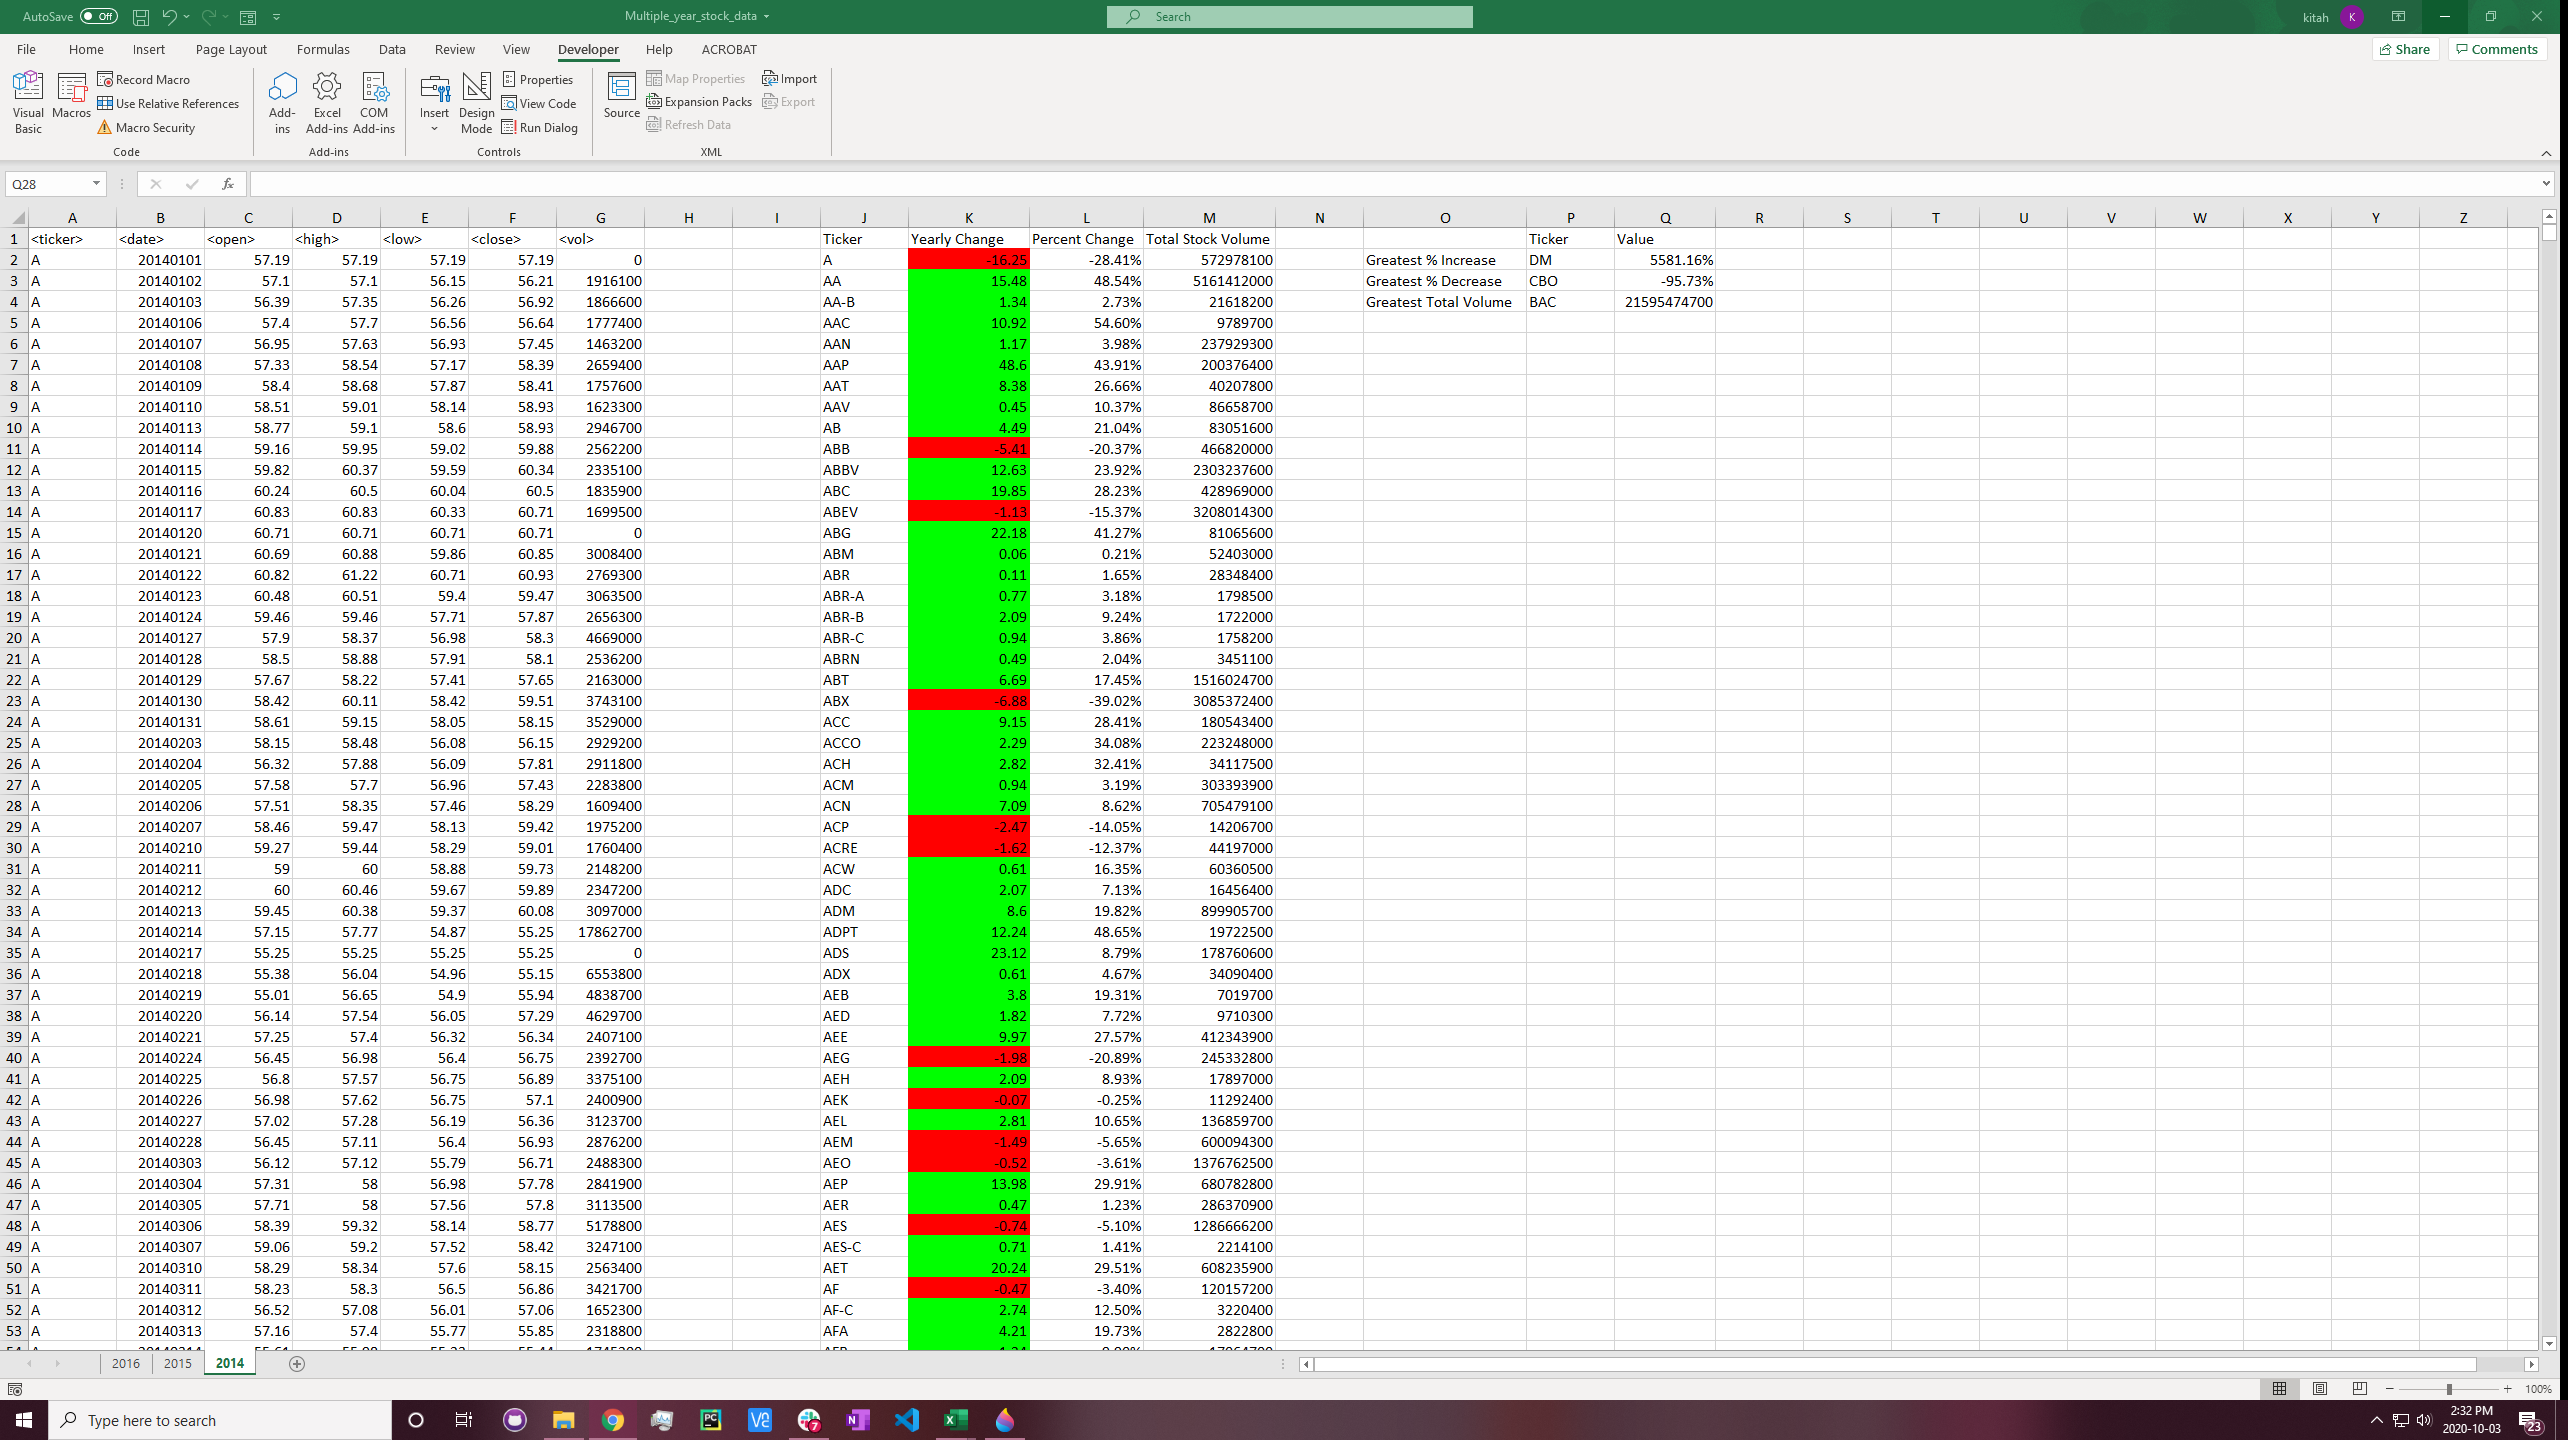 AutoSave Off Multiple_year_stock_data Search kitah K
File Home Insert Page Layout Formulas Data Review View Developer Help ACROBAT Share Comments
Visual Basic Macros Record Macro Use Relative References Macro Security Add-ins Excel Add-ins COM Add-ins Insert Design Mode Properties View Code Run Dialog Source Map Properties Expansion Packs Refresh Data Import Export
Code Add-ins Controls XML
Q28 fx
A B C D E F G H I J K L M N O P Q R S T U V W X Y Z
1 <ticker> <date> <open> <high> <low> <close> <vol> Ticker Yearly Change Percent Change Total Stock Volume Ticker Value
2 A 20140101 57.19 57.19 57.19 57.19 0 A -16.25 -28.41% 572978100 Greatest % Increase DM 5581.16%
3 A 20140102 57.1 57.1 56.15 56.21 1916100 AA 15.48 48.54% 5161412000 Greatest % Decrease CBO -95.73%
4 A 20140103 56.39 57.35 56.26 56.92 1866600 AA-B 1.34 2.73% 21618200 Greatest Total Volume BAC 21595474700
5 A 20140106 57.4 57.7 56.56 56.64 1777400 AAC 10.92 54.60% 9789700
6 A 20140107 56.95 57.63 56.93 57.45 1463200 AAN 1.17 3.98% 237929300
7 A 20140108 57.33 58.54 57.17 58.39 2659400 AAP 48.6 43.91% 200376400
8 A 20140109 58.4 58.68 57.87 58.41 1757600 AAT 8.38 26.66% 40207800
9 A 20140110 58.51 59.01 58.14 58.93 1623300 AAV 0.45 10.37% 86658700
10 A 20140113 58.77 59.1 58.6 58.93 2946700 AB 4.49 21.04% 83051600
11 A 20140114 59.16 59.95 59.02 59.88 2562200 ABB -5.41 -20.37% 466820000
12 A 20140115 59.82 60.37 59.59 60.34 2335100 ABBV 12.63 23.92% 2303237600
13 A 20140116 60.24 60.5 60.04 60.5 1835900 ABC 19.85 28.23% 428969000
14 A 20140117 60.83 60.83 60.33 60.71 1699500 ABEV -1.13 -15.37% 3208014300
15 A 20140120 60.71 60.71 60.71 60.71 0 ABG 22.18 41.27% 81065600
16 A 20140121 60.69 60.88 59.86 60.85 3008400 ABM 0.06 0.21% 52403000
17 A 20140122 60.82 61.22 60.71 60.93 2769300 ABR 0.11 1.65% 28348400
18 A 20140123 60.48 60.51 59.4 59.47 3063500 ABR-A 0.77 3.18% 1798500
19 A 20140124 59.46 59.46 57.71 57.87 2656300 ABR-B 2.09 9.24% 1722000
20 A 20140127 57.9 58.37 56.98 58.3 4669000 ABR-C 0.94 3.86% 1758200
21 A 20140128 58.5 58.88 57.91 58.1 2536200 ABRN 0.49 2.04% 3451100
22 A 20140129 57.67 58.22 57.41 57.65 2163000 ABT 6.69 17.45% 1516024700
23 A 20140130 58.42 60.11 58.42 59.51 3743100 ABX -6.88 -39.02% 3085372400
24 A 20140131 58.61 59.15 58.05 58.15 3529000 ACC 9.15 28.41% 180543400
25 A 20140203 58.15 58.48 56.08 56.15 2929200 ACCO 2.29 34.08% 223248000
26 A 20140204 56.32 57.88 56.09 57.81 2911800 ACH 2.82 32.41% 34117500
27 A 20140205 57.58 57.7 56.96 57.43 2283800 ACM 0.94 3.19% 303393900
28 A 20140206 57.51 58.35 57.46 58.29 1609400 ACN 7.09 8.62% 705479100
29 A 20140207 58.46 59.47 58.13 59.42 1975200 ACP -2.47 -14.05% 14206700
30 A 20140210 59.27 59.44 58.29 59.01 1760400 ACRE -1.62 -12.37% 44197000
31 A 20140211 59 60 58.88 59.73 2148200 ACW 0.61 16.35% 60360500
32 A 20140212 60 60.46 59.67 59.89 2347200 ADC 2.07 7.13% 16456400
33 A 20140213 59.45 60.38 59.37 60.08 3097000 ADM 8.6 19.82% 899905700
34 A 20140214 57.15 57.77 54.87 55.25 17862700 ADPT 12.24 48.65% 19722500
35 A 20140217 55.25 55.25 55.25 55.25 0 ADS 23.12 8.79% 178760600
36 A 20140218 55.38 56.04 54.96 55.15 6553800 ADX 0.61 4.67% 34090400
37 A 20140219 55.01 56.65 54.9 55.94 4838700 AEB 3.8 19.31% 7019700
38 A 20140220 56.14 57.54 56.05 57.29 4629700 AED 1.82 7.72% 9710300
39 A 20140221 57.25 57.4 56.32 56.34 2407100 AEE 9.97 27.57% 412343900
40 A 20140224 56.45 56.98 56.4 56.75 2392700 AEG -1.98 -20.89% 245332800
41 A 20140225 56.8 57.57 56.75 56.89 3375100 AEH 2.09 8.93% 17897000
42 A 20140226 56.98 57.62 56.75 57.1 2400900 AEK -0.07 -0.25% 11292400
43 A 20140227 57.02 57.28 56.19 56.36 3123700 AEL 2.81 10.65% 136859700
44 A 20140228 56.45 57.11 56.4 56.93 2876200 AEM -1.49 -5.65% 600094300
45 A 20140303 56.12 57.12 55.79 56.71 2488300 AEO -0.52 -3.61% 1376762500
46 A 20140304 57.31 58 56.98 57.78 2841900 AEP 13.98 29.91% 680782800
47 A 20140305 57.71 58 57.56 57.8 3113500 AER 0.47 1.23% 286370900
48 A 20140306 58.39 59.32 58.14 58.77 5178800 AES -0.74 -5.10% 1286666200
49 A 20140307 59.06 59.2 57.52 58.42 3247100 AES-C 0.71 1.41% 2214100
50 A 20140310 58.29 58.34 57.6 58.15 2563400 AET 20.24 29.51% 608235900
51 A 20140311 58.23 58.3 56.5 56.86 3421700 AF -0.47 -3.40% 120157200
52 A 20140312 56.52 57.08 56.01 57.06 1652300 AF-C 2.74 12.50% 3220400
53 A 20140313 57.16 57.4 55.77 55.85 2318800 AFA 4.21 19.73% 2822800
2016 2015 2014
100%
Type here to search 7 2:32 PM
2020-10-03 23